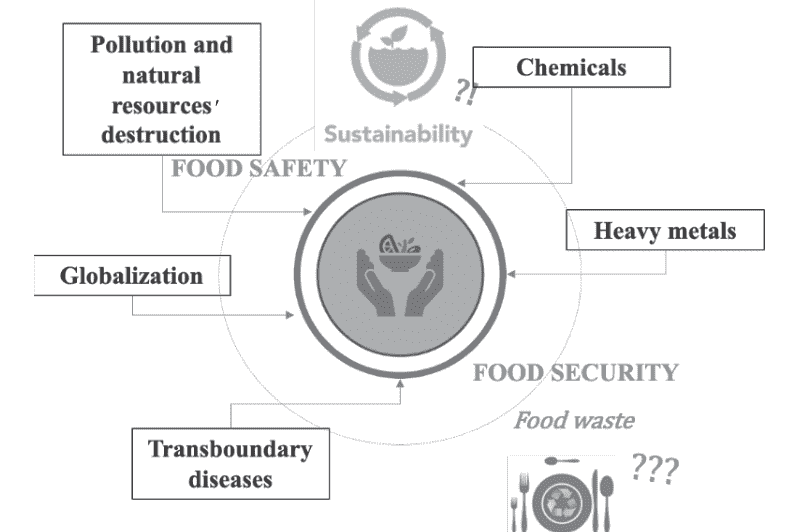 Pollution and
natural
resources'
destruction
Chemicals
?!
Sustainability
FOOD SAFETY
Heavy metals
Globalization
FOOD SECURITY
Food waste
Transboundary
diseases
???